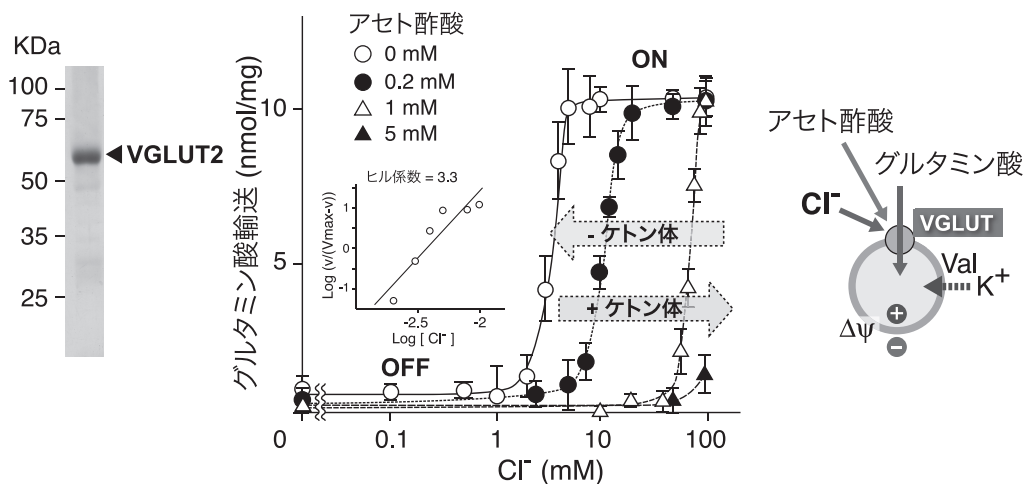 KDa
100
75
50
35
25
VGLUT2
アセト酢酸
0 mM
0.2 mM
1 mM
5 mM
グルタミン酸輸送 (nmol/mg)
10
5
0
0.1
1
10
100
Cl⁻ (mM)
ON
OFF
ヒル係数 = 3.3
Log (v/(Vmax-v))
1
0
-1
-2.5
-2
Log [ Cl⁻ ]
- ケトン体
+ ケトン体
アセト酢酸
グルタミン酸
Cl⁻
VGLUT
Val
K⁺
Δψ
+
−